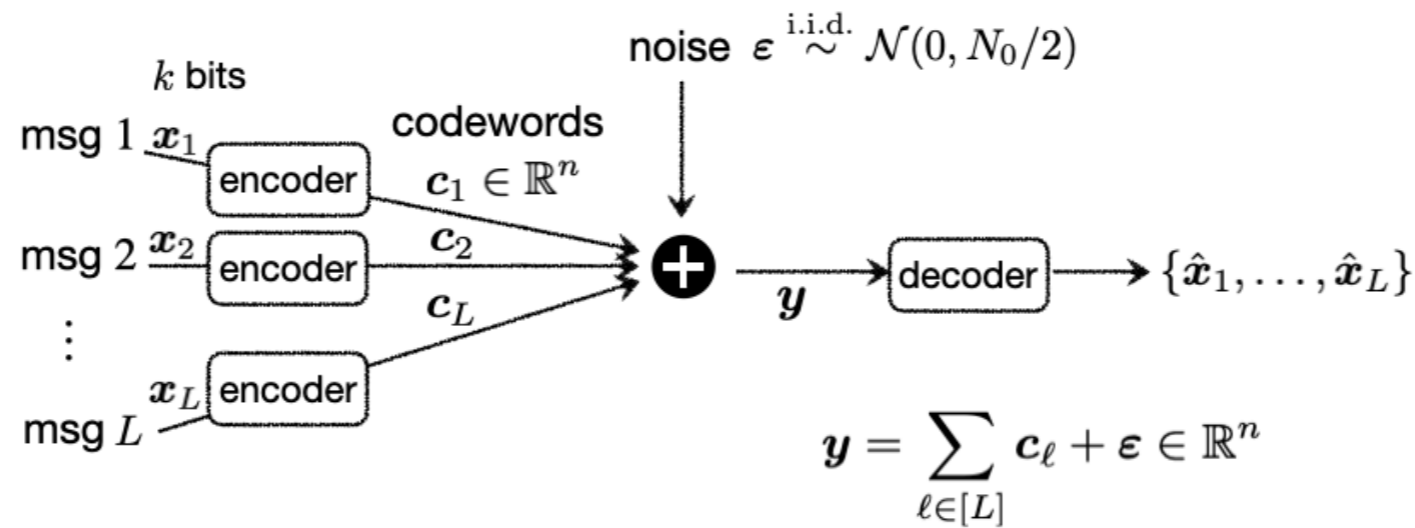 noise ε i.i.d. ∼ 𝒩(0, N₀/2)
k bits
msg 1 x₁
encoder
codewords
c₁ ∈ ℝⁿ
msg 2 x₂
encoder
c₂
y
decoder
{x̂₁, . . . , x̂_L}
⋮
c_L
msg L x_L
encoder
y = ∑_{ℓ∈[L]} c_ℓ + ε ∈ ℝⁿ